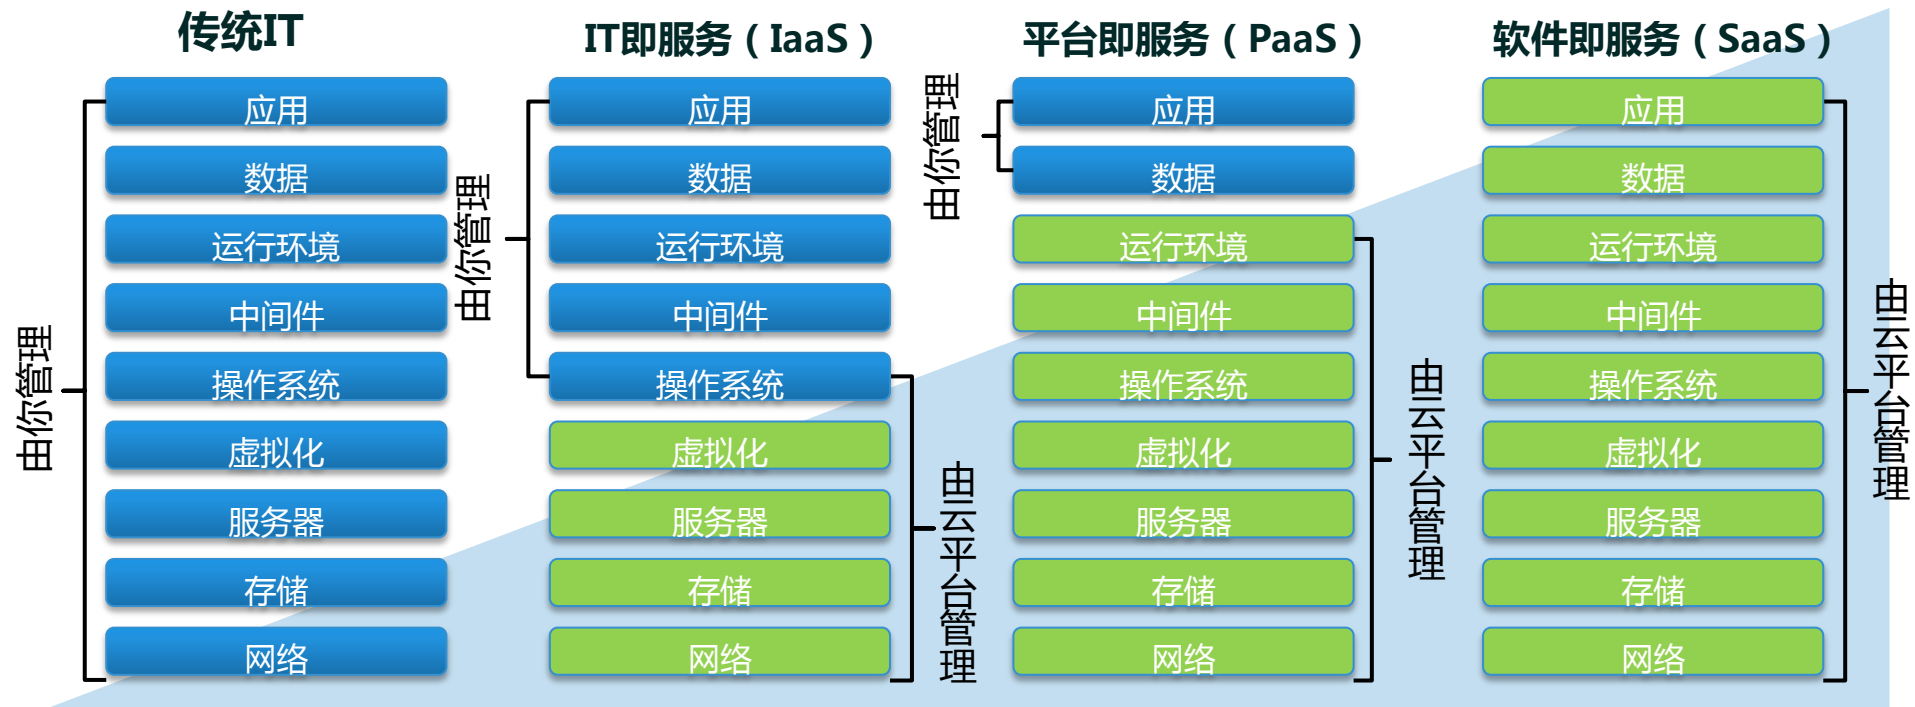 传统IT
由你管理
应用
数据
运行环境
中间件
操作系统
虚拟化
服务器
存储
网络
IT即服务（IaaS）
由你管理
应用
数据
运行环境
中间件
操作系统
虚拟化
服务器
存储
网络
由云平台管理
平台即服务（PaaS）
由你管理
应用
数据
运行环境
中间件
操作系统
虚拟化
服务器
存储
网络
由云平台管理
软件即服务（SaaS）
应用
数据
运行环境
中间件
操作系统
虚拟化
服务器
存储
网络
由云平台管理